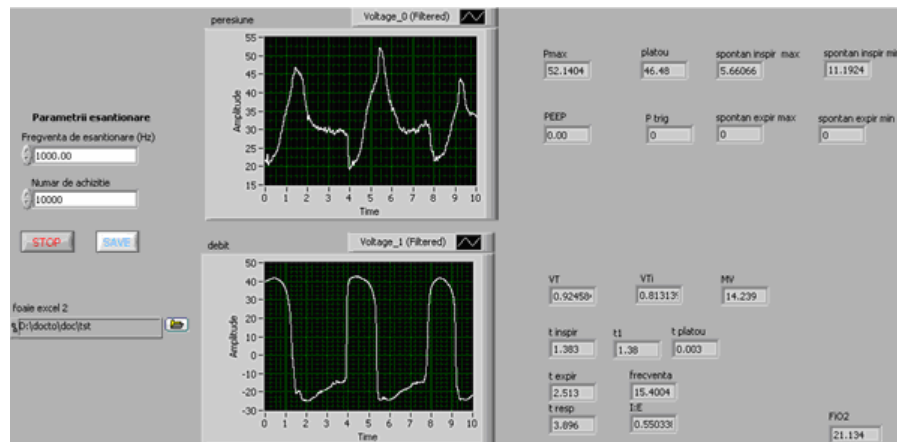 peresiune
Voltage_0 (Filtered)
Amplitude
55
50
45
40
35
30
25
20
15
0 1 2 3 4 5 6 7 8 9 10
Time
Parametrii esantionare
Fregventa de esantionare (Hz)
1000.00
Numar de achizitie
10000
STOP SAVE
foaie excel 2
D:\docto\doc\tst
debit
Voltage_1 (Filtered)
Amplitude
50
40
30
20
10
0
-10
-20
-30
0 1 2 3 4 5 6 7 8 9 10
Time
Pmax platou spontan inspir max spontan inspir min
52.1404 46.48 5.66066 11.1924
PEEP P trig spontan expir max spontan expir min
0.00 0 0 0
VT VTi MV
0.92458 0.81313 14.239
t inspir t1 t platou
1.383 1.38 0.003
t expir frecventa
2.513 15.4004
t resp I:E
3.896 0.55033
FIO2
21.134